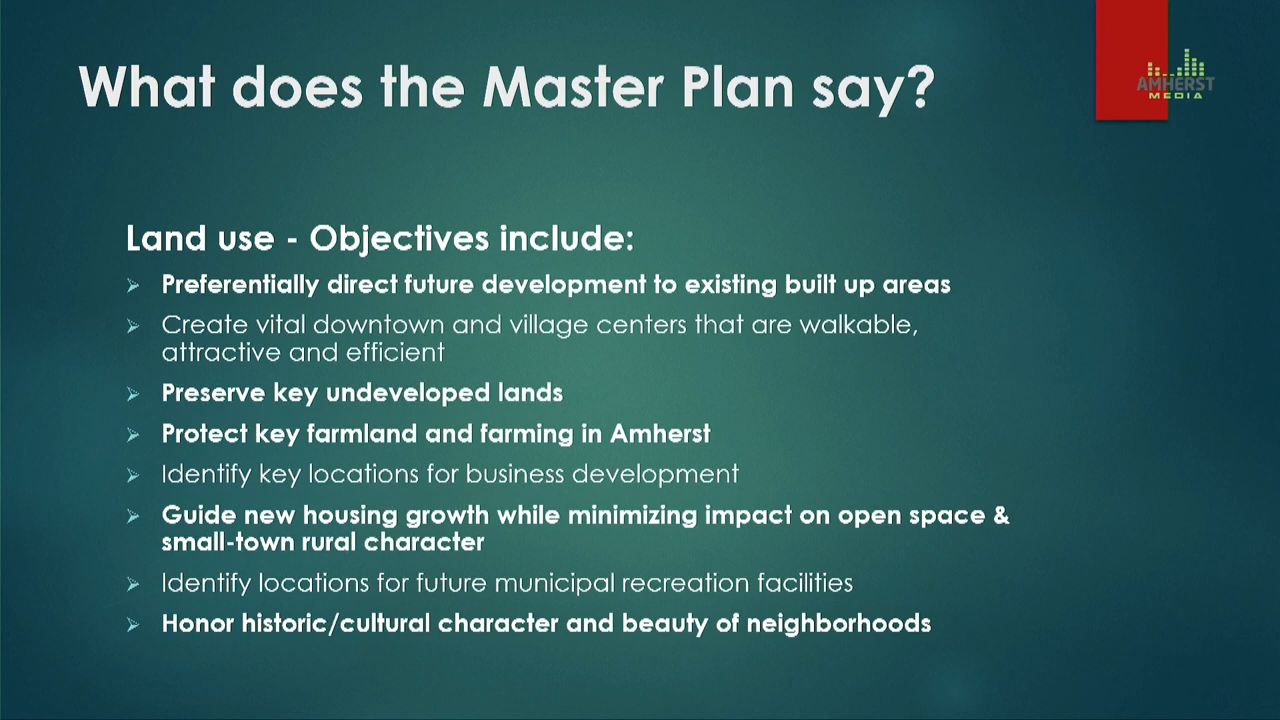 What does the Master Plan say?
AMHERST
MEDIA
Land use - Objectives include:
Preferentially direct future development to existing built up areas
Create vital downtown and village centers that are walkable,
attractive and efficient
Preserve key undeveloped lands
Protect key farmland and farming in Amherst
Identify key locations for business development
Guide new housing growth while minimizing impact on open space &
small-town rural character
Identify locations for future municipal recreation facilities
Honor historic/cultural character and beauty of neighborhoods